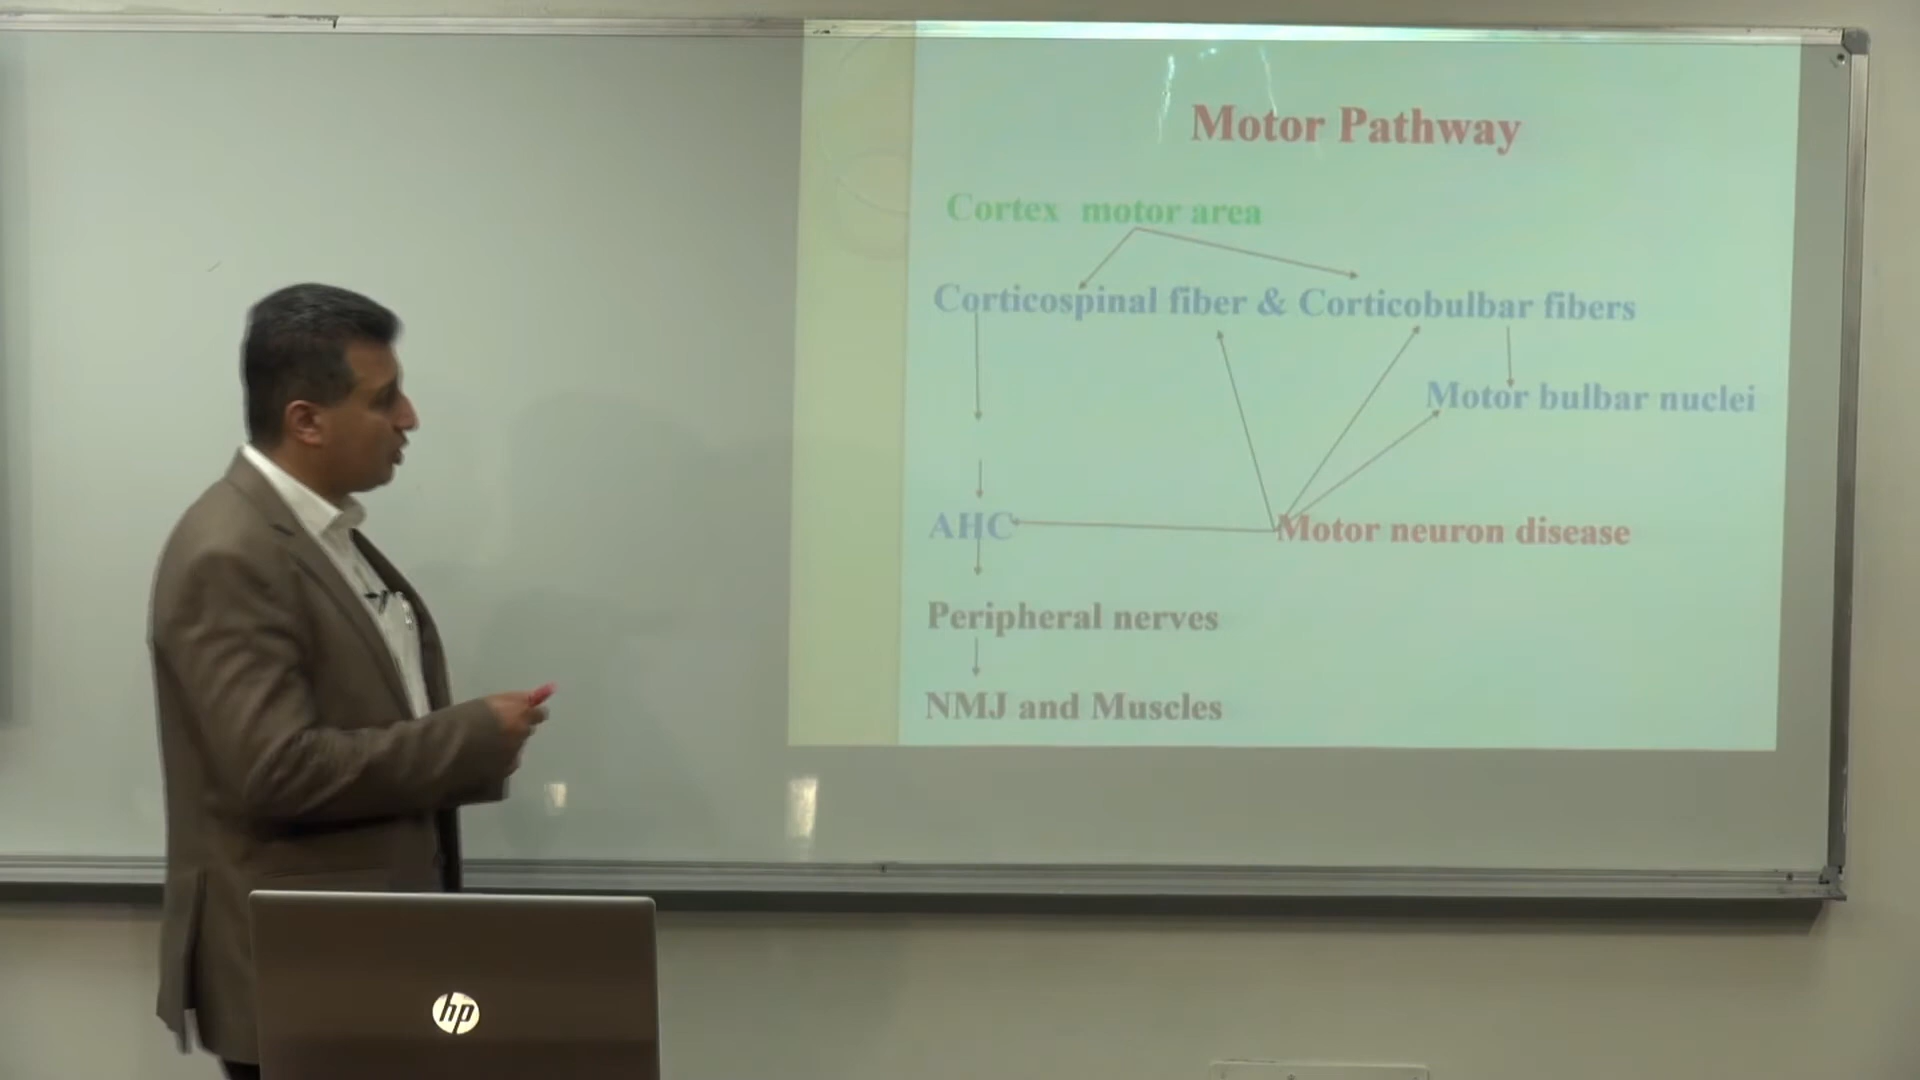 Motor Pathway
Cortex motor area
Corticospinal fiber & Corticobulbar fibers
Motor bulbar nuclei
AHC
Motor neuron disease
Peripheral nerves
NMJ and Muscles
hp